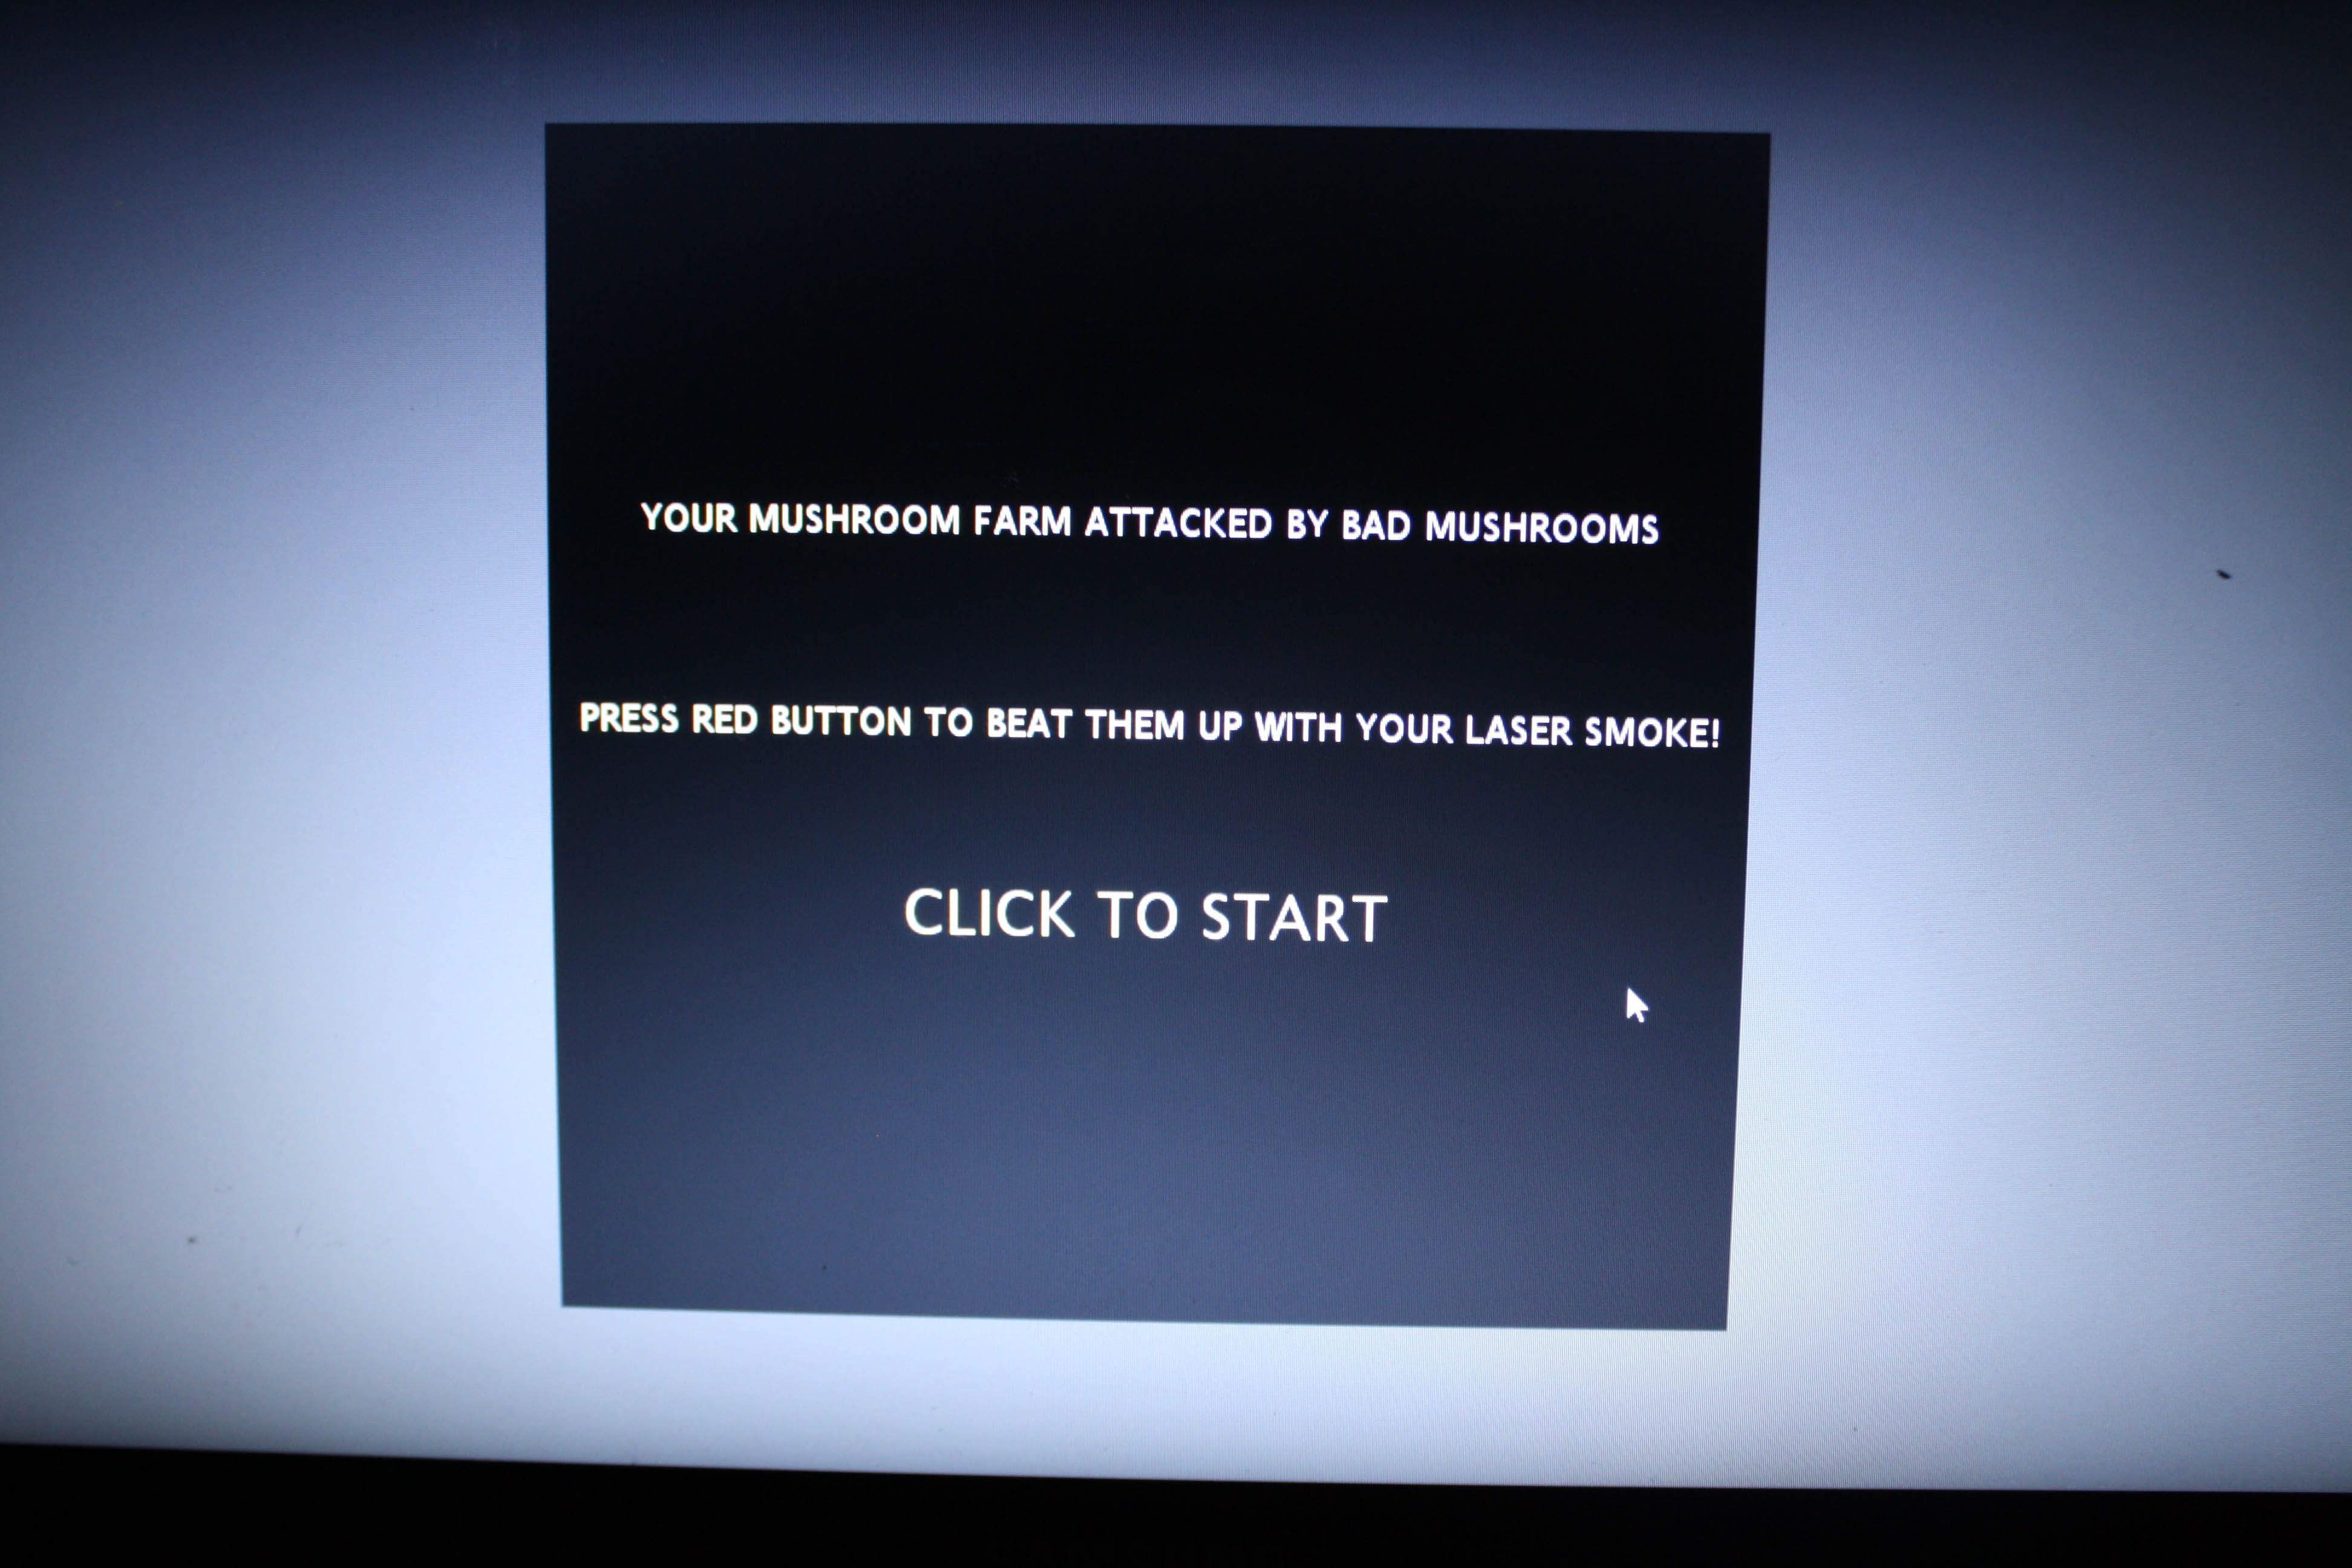 YOUR MUSHROOM FARM ATTACKED BY BAD MUSHROOMS
PRESS RED BUTTON TO BEAT THEM UP WITH YOUR LASER SMOKE!
CLICK TO START